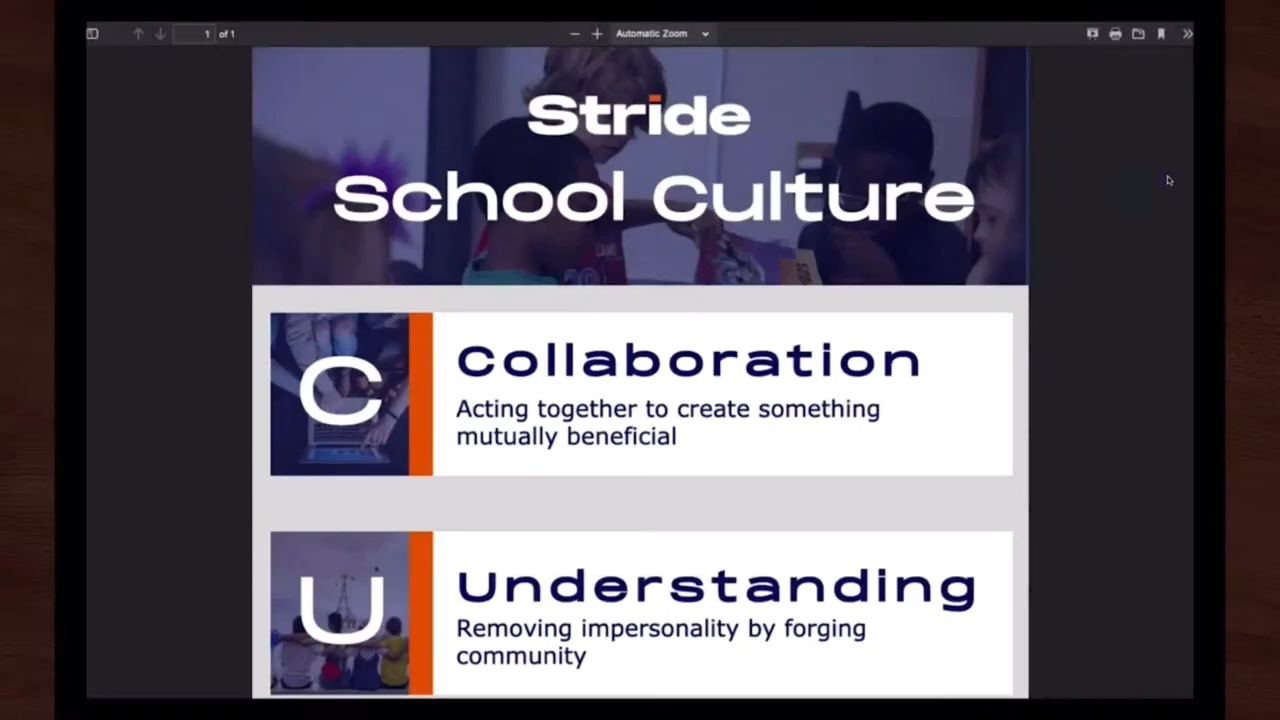 1 of 1
Automatic Zoom
Stride
School Culture
C
Collaboration
Acting together to create something
mutually beneficial
U
Understanding
Removing impersonality by forging
community